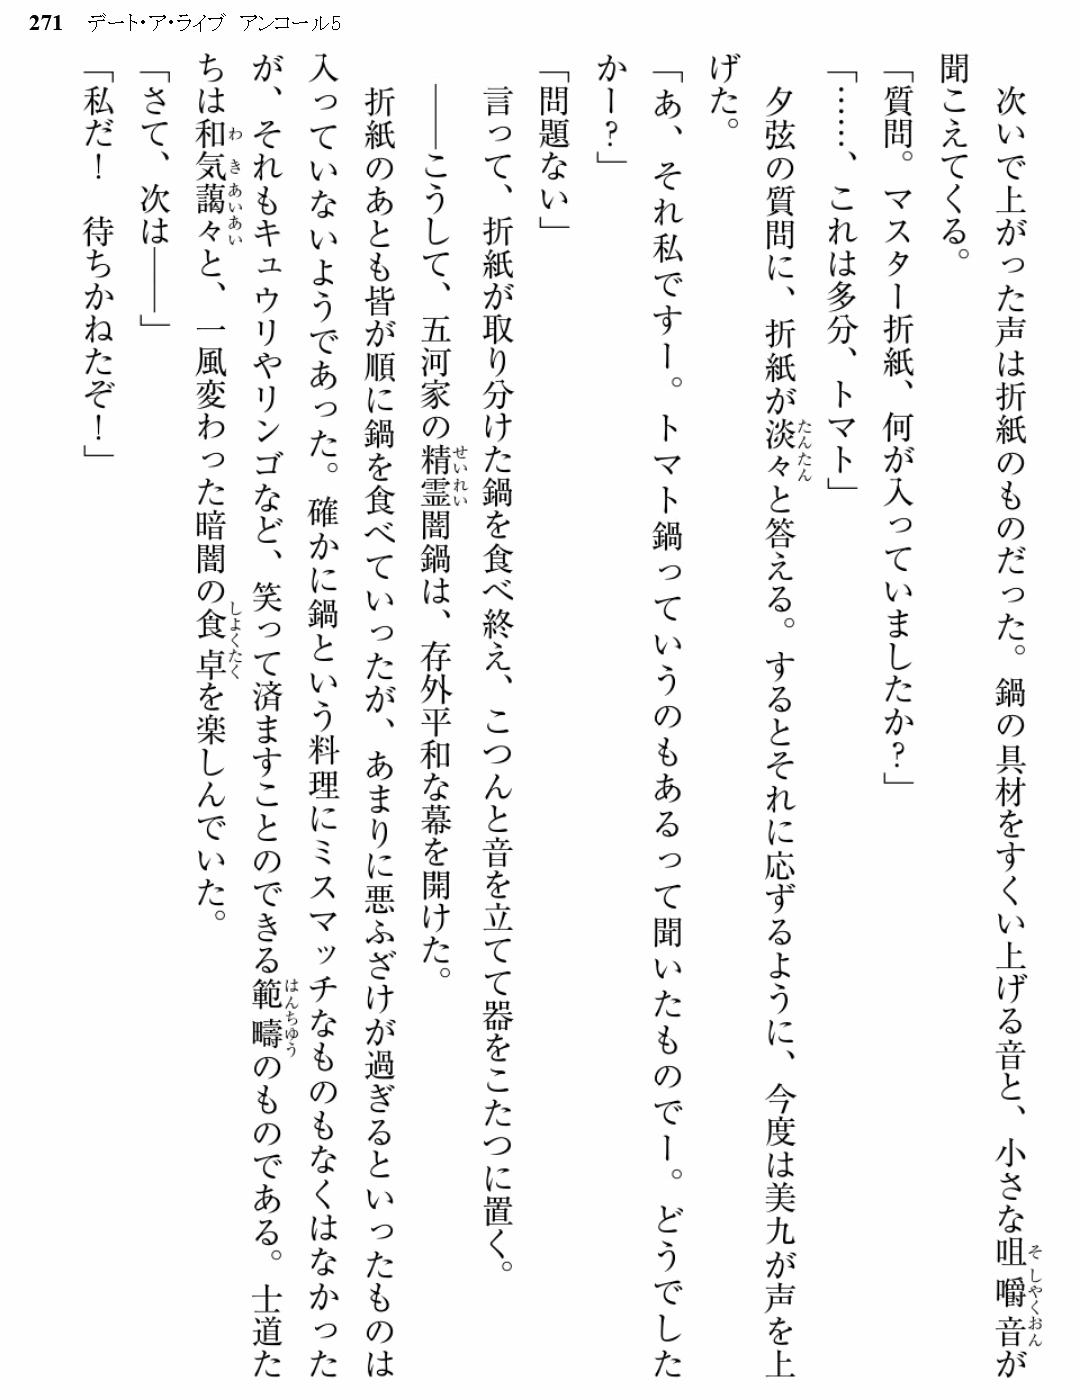 271 デート・ア・ライブ アンコール5
次いで上がった声は折紙のものだった。鍋の具材をすくい上げる音と、小さな咀嚼音が
聞こえてくる。
「質問。マスター折紙、何が入っていましたか？」
「……、これは多分、トマト」
夕弦の質問に、折紙が淡々と答える。するとそれに応ずるように、今度は美九が声を上
げた。
「あ、それ私ですー。トマト鍋っていうのもあるって聞いたものでー。どうでした
かー？」
「問題ない」
言って、折紙が取り分けた鍋を食べ終え、こつんと音を立てて器をこたつに置く。
――こうして、五河家の精霊闇鍋は、存外平和な幕を開けた。
折紙のあとも皆が順に鍋を食べていったが、あまりに悪ふざけが過ぎるといったものは
入っていないようであった。確かに鍋という料理にミスマッチなものもなくはなかった
が、それもキュウリやリンゴなど、笑って済ますことのできる範疇のものである。士道た
ちは和気藹々と、一風変わった暗闇の食卓を楽しんでいた。
「さて、次は――」
「私だ！　待ちかねたぞ！」